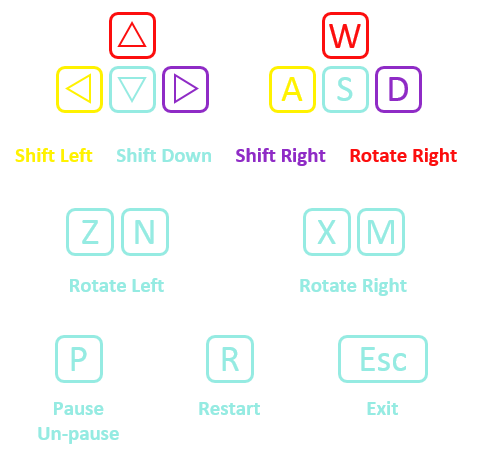 W
A S D
Shift Left Shift Down Shift Right Rotate Right
Z N X M
Rotate Left Rotate Right
P R Esc
Pause Restart Exit
Un-pause